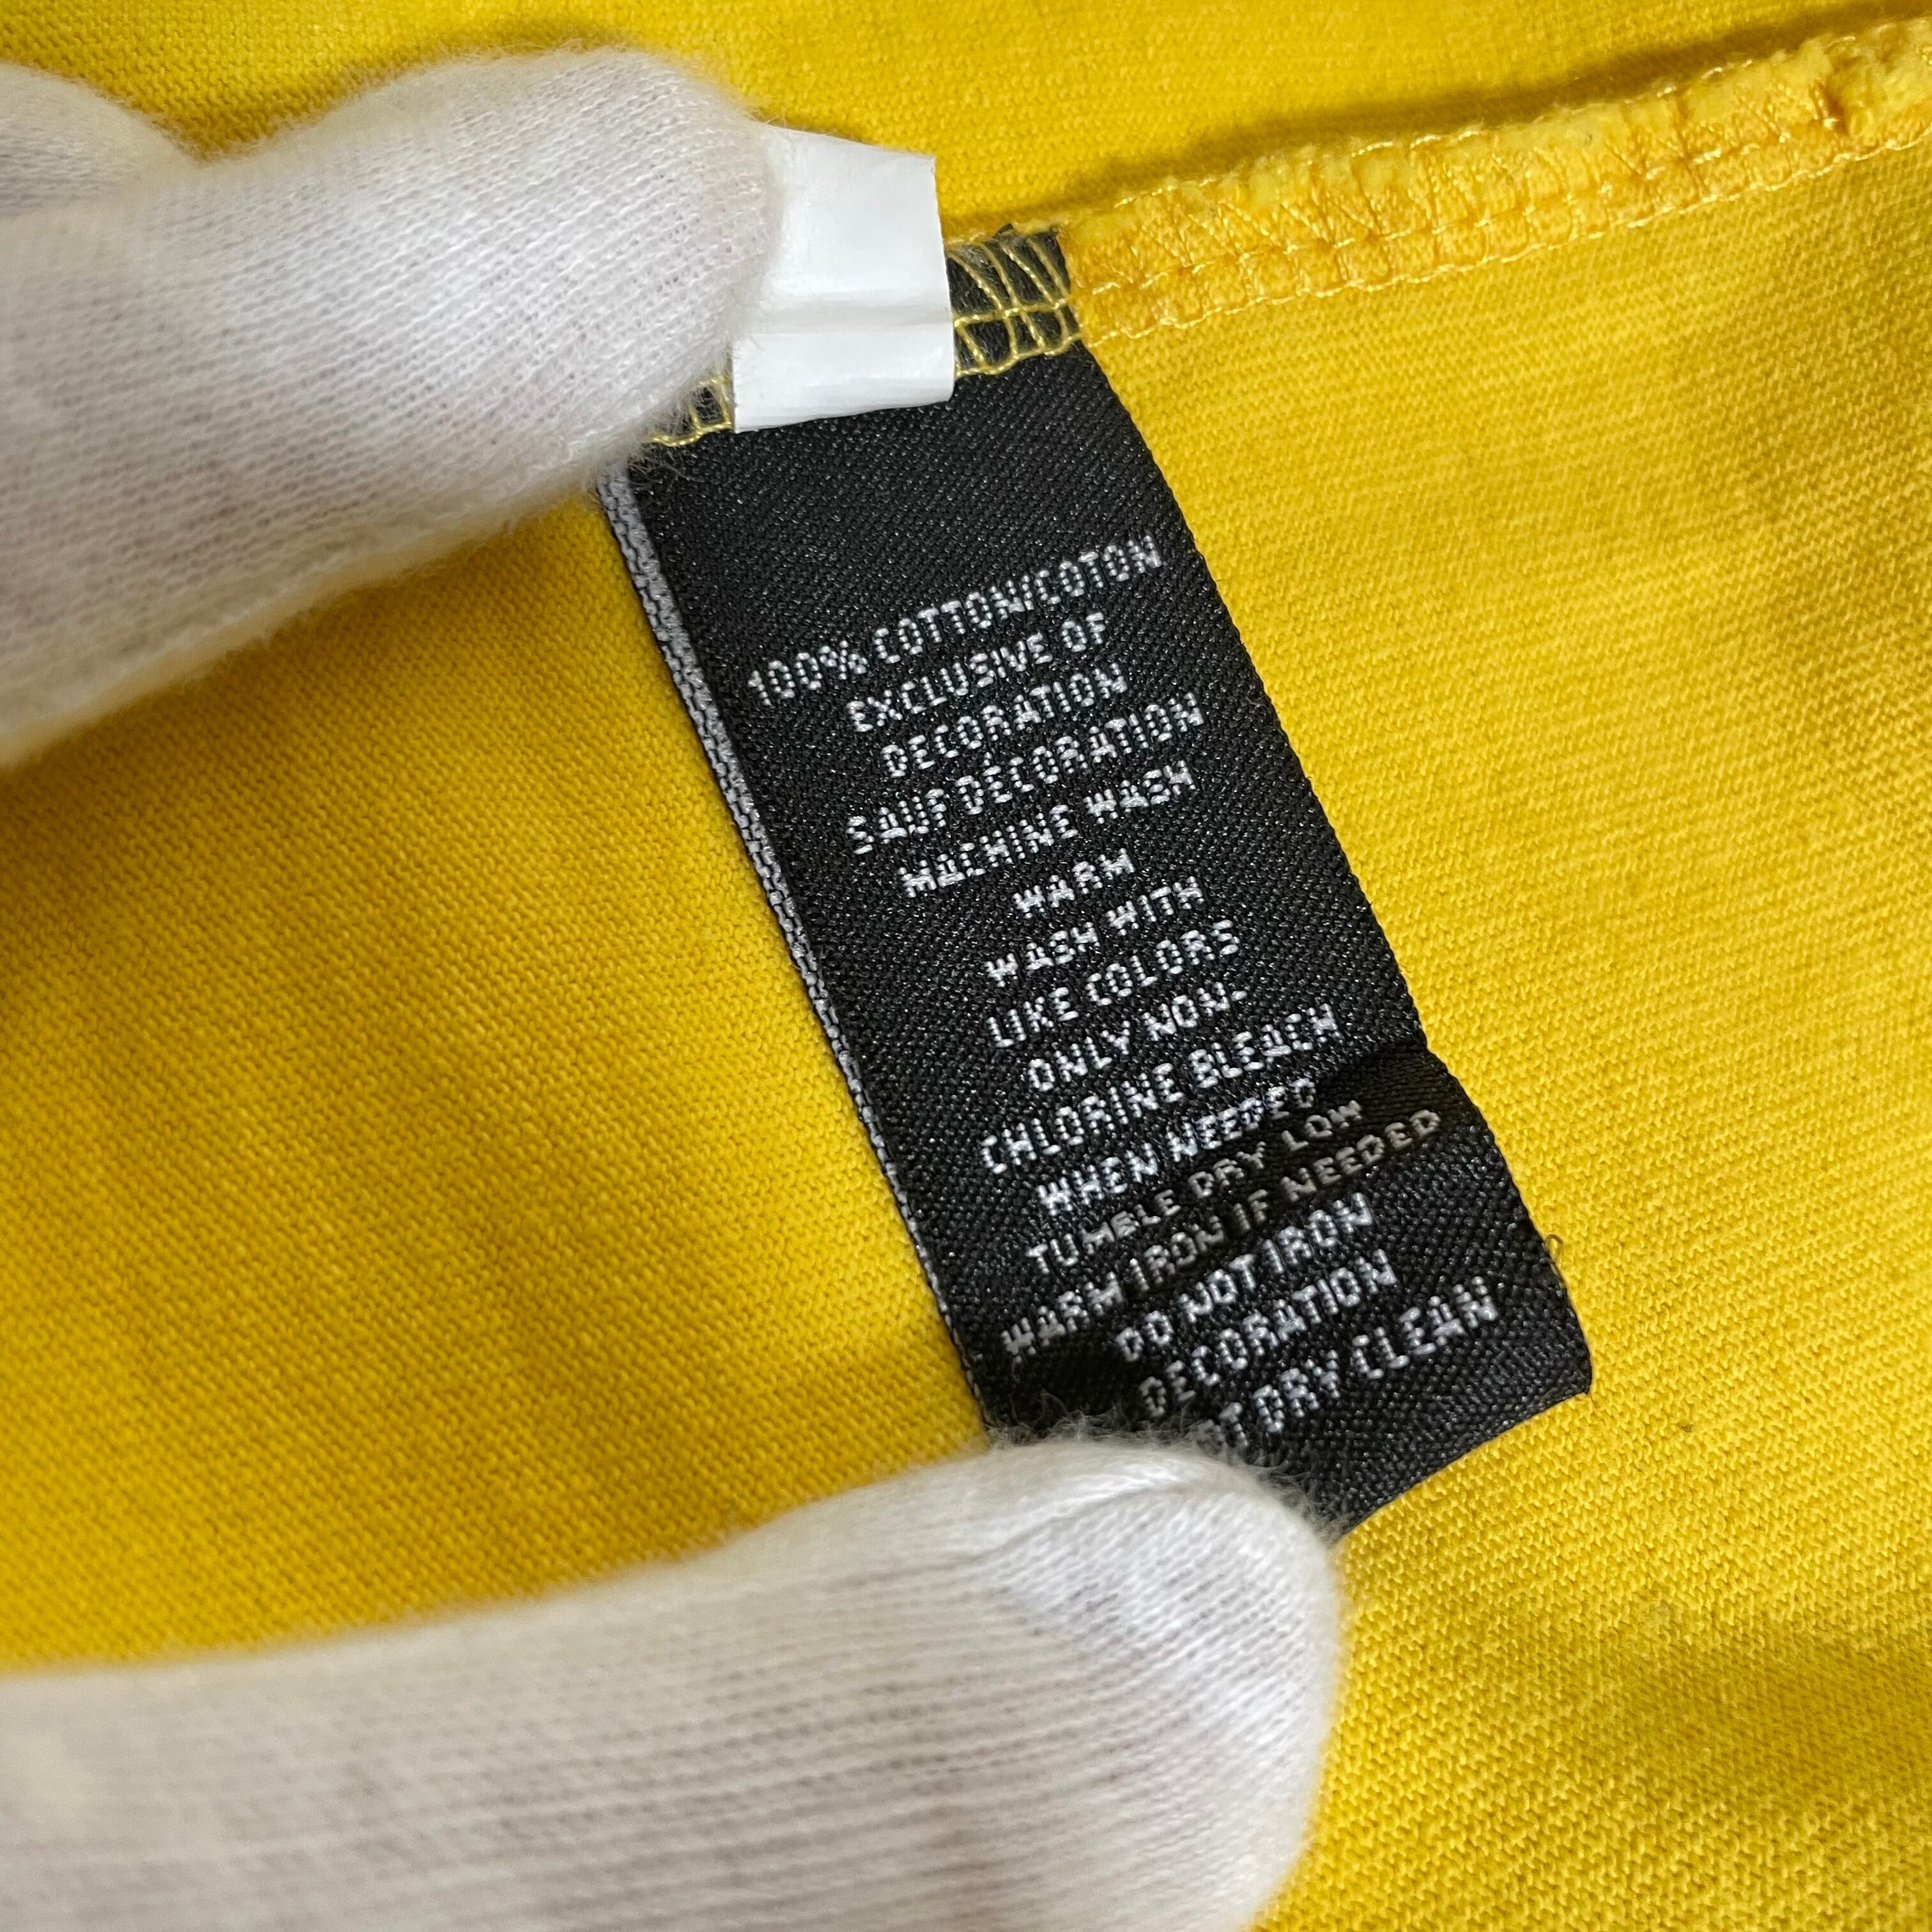 100% COTTON/COTON
EXCLUSIVE OF
DECORATION
SAUF DECORATION
MACHINE WASH
WARM
WASH WITH
LIKE COLORS
ONLY NON-
CHLORINE BLEACH
WHEN NEEDED
TUMBLE DRY LOW
WARM IRON IF NEEDED
DO NOT IRON
DECORATION
DRY CLEAN